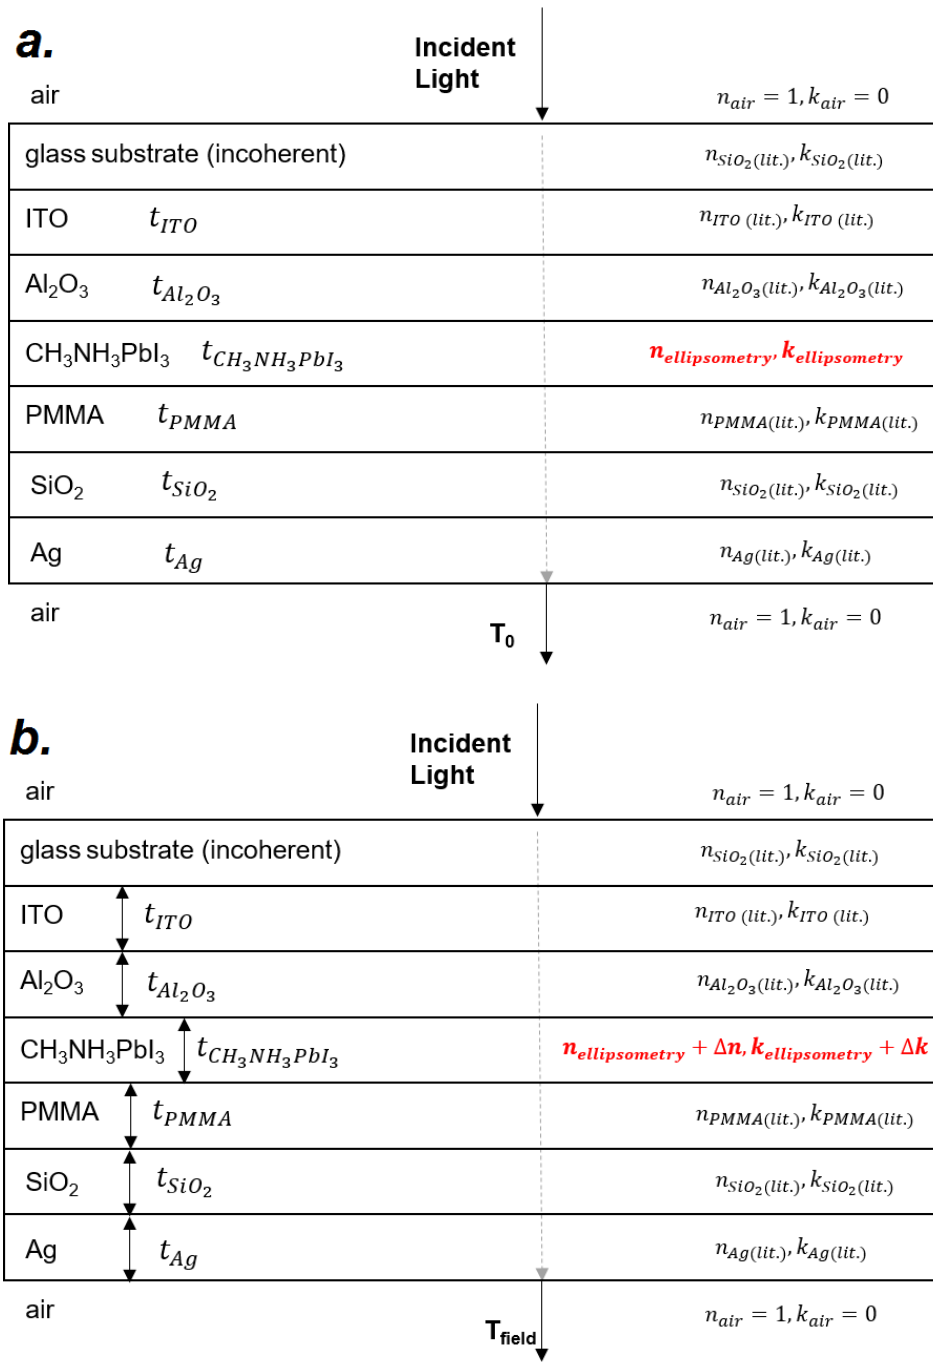 a.
Incident
Light
air n_air = 1, k_air = 0
glass substrate (incoherent) n_SiO₂(lit.), k_SiO₂(lit.)
ITO t_ITO n_ITO (lit.), k_ITO (lit.)
Al₂O₃ t_Al₂O₃ n_Al₂O₃(lit.), k_Al₂O₃(lit.)
CH₃NH₃PbI₃ t_CH₃NH₃PbI₃ n_ellipsometry, k_ellipsometry
PMMA t_PMMA n_PMMA(lit.), k_PMMA(lit.)
SiO₂ t_SiO₂ n_SiO₂(lit.), k_SiO₂(lit.)
Ag t_Ag n_Ag(lit.), k_Ag(lit.)
air n_air = 1, k_air = 0
T₀
b.
Incident
Light
air n_air = 1, k_air = 0
glass substrate (incoherent) n_SiO₂(lit.), k_SiO₂(lit.)
ITO t_ITO n_ITO (lit.), k_ITO (lit.)
Al₂O₃ t_Al₂O₃ n_Al₂O₃(lit.), k_Al₂O₃(lit.)
CH₃NH₃PbI₃ t_CH₃NH₃PbI₃ n_ellipsometry + Δn, k_ellipsometry + Δk
PMMA t_PMMA n_PMMA(lit.), k_PMMA(lit.)
SiO₂ t_SiO₂ n_SiO₂(lit.), k_SiO₂(lit.)
Ag t_Ag n_Ag(lit.), k_Ag(lit.)
air n_air = 1, k_air = 0
T_field